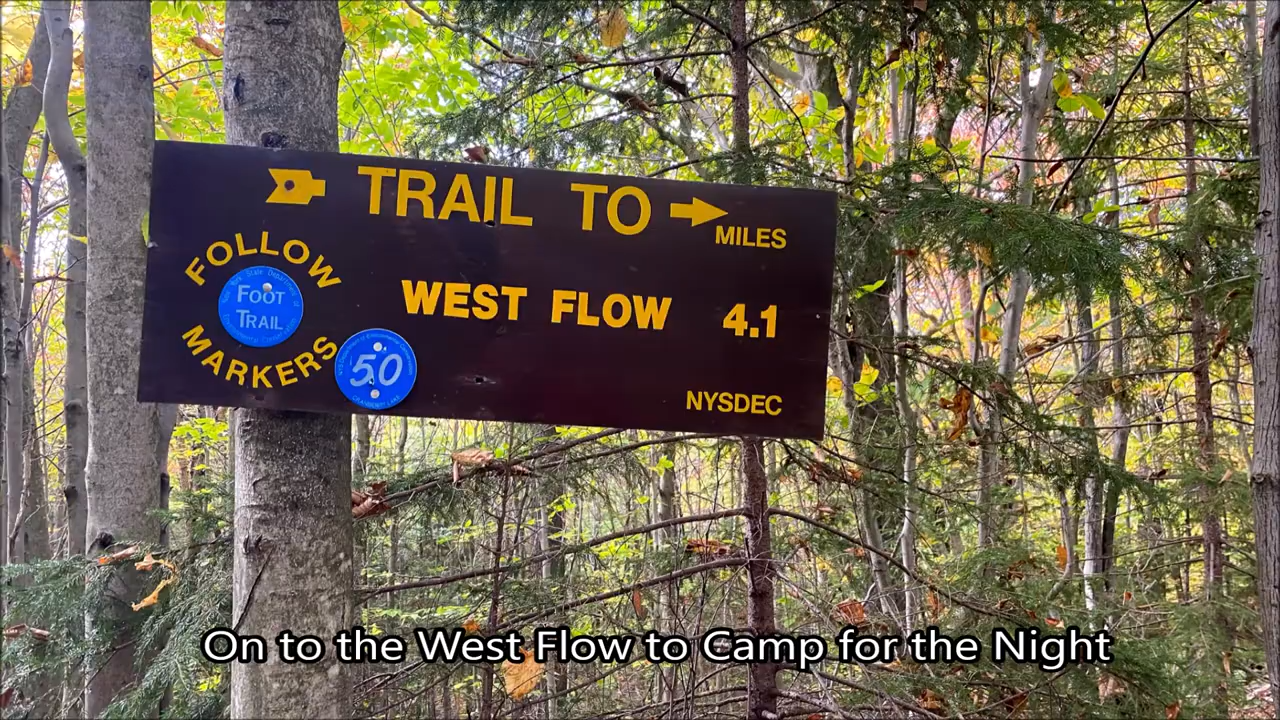 TRAIL TO
MILES
FOLLOW
FOOT
TRAIL
MARKERS
50
WEST FLOW 4.1
NYSDEC
On to the West Flow to Camp for the Night